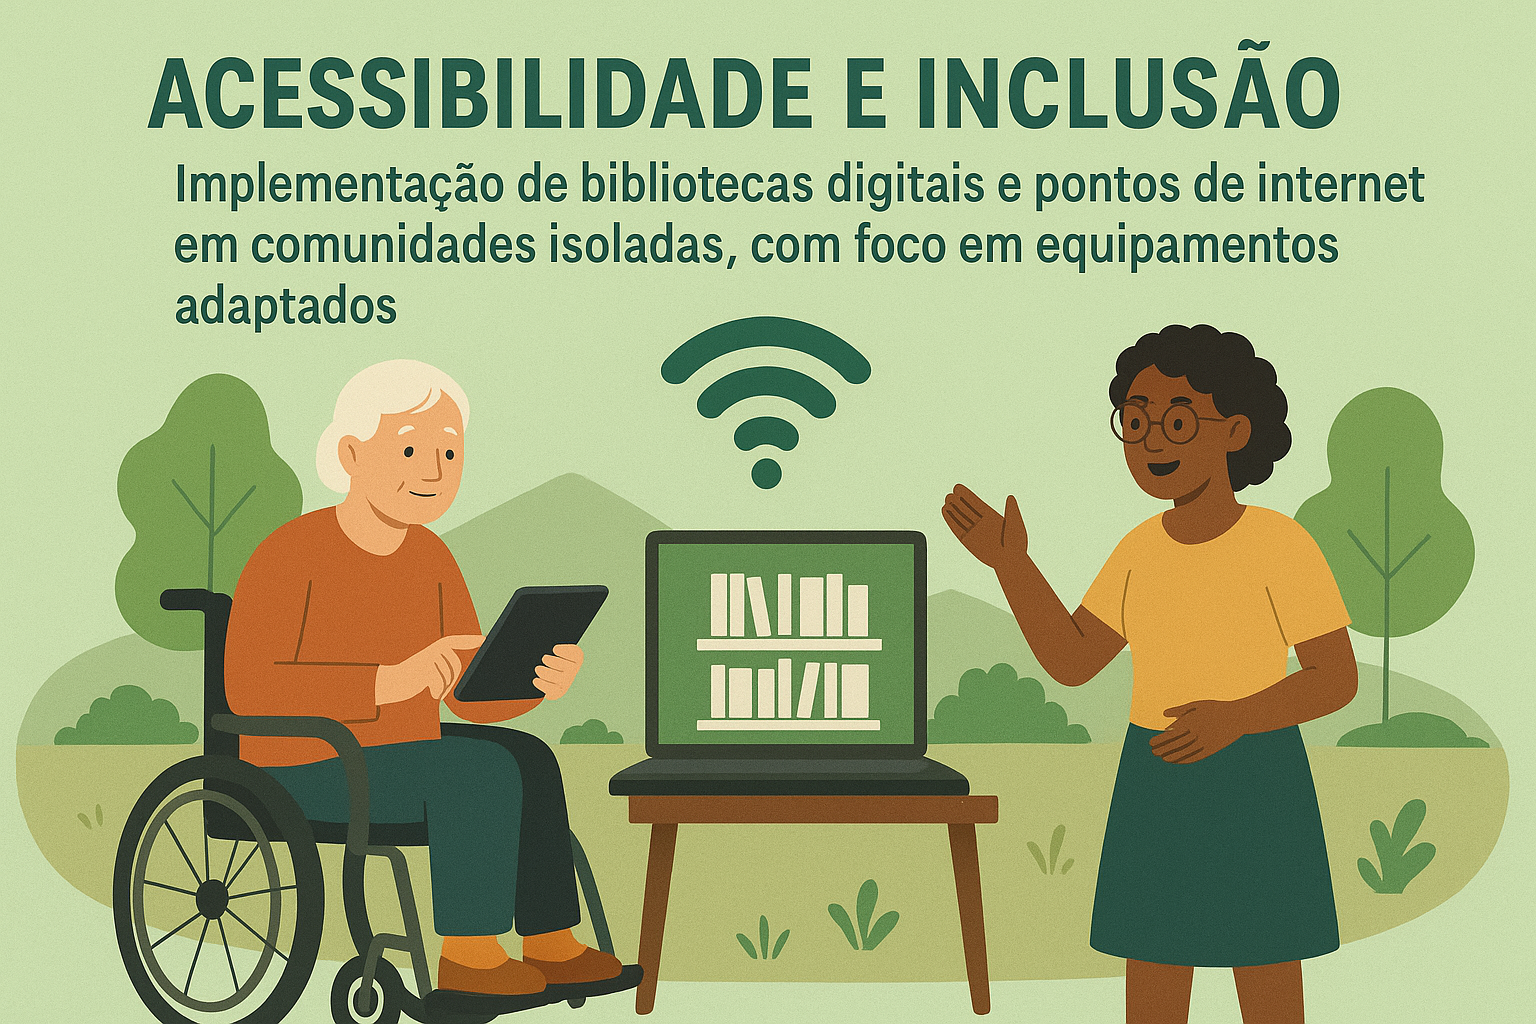 ACESSIBILIDADE E INCLUSÃO
Implementação de bibliotecas digitais e pontos de internet
em comunidades isoladas, com foco em equipamentos
adaptados